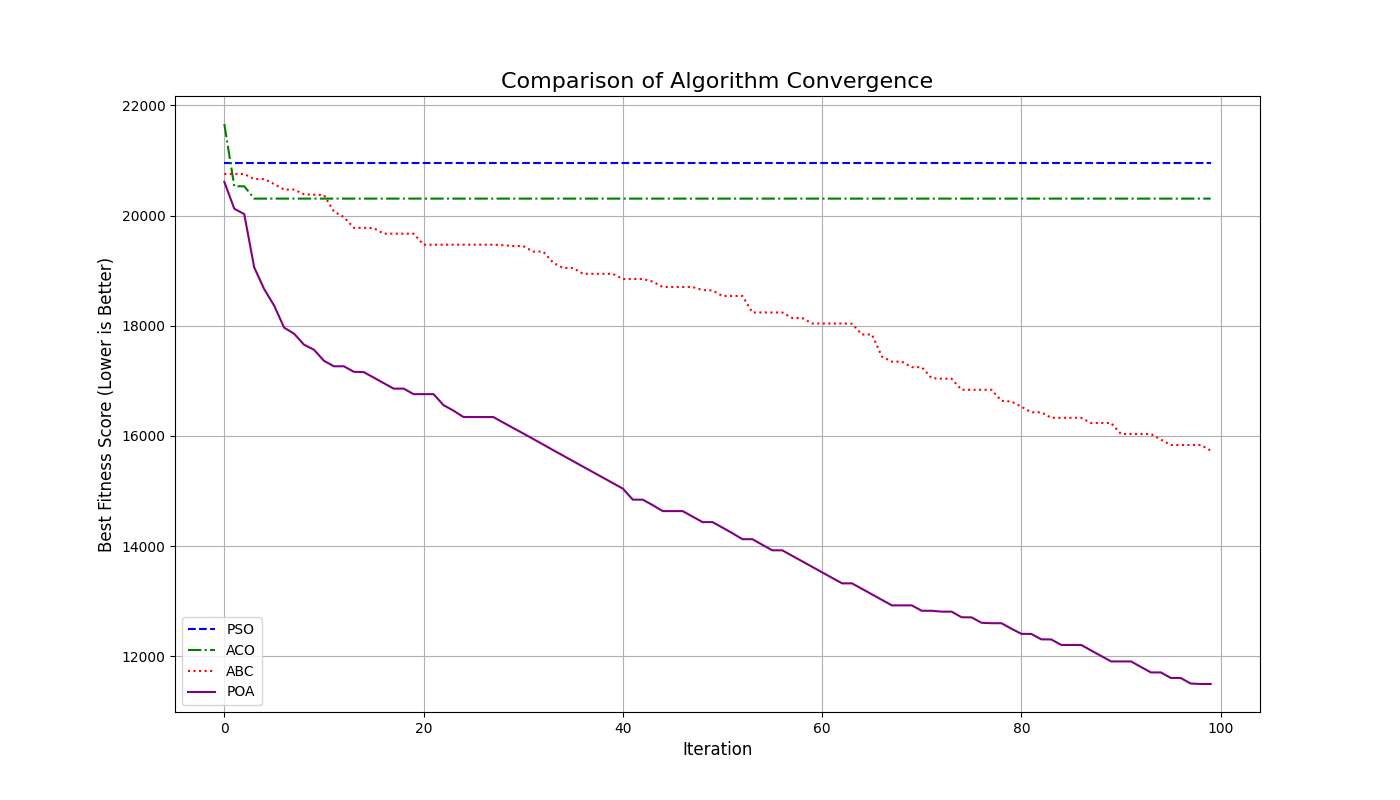 Comparison of Algorithm Convergence
22000
20000
18000
16000
14000
12000
Best Fitness Score (Lower is Better)
PSO
ACO
ABC
POA
0
20
40
60
80
100
Iteration